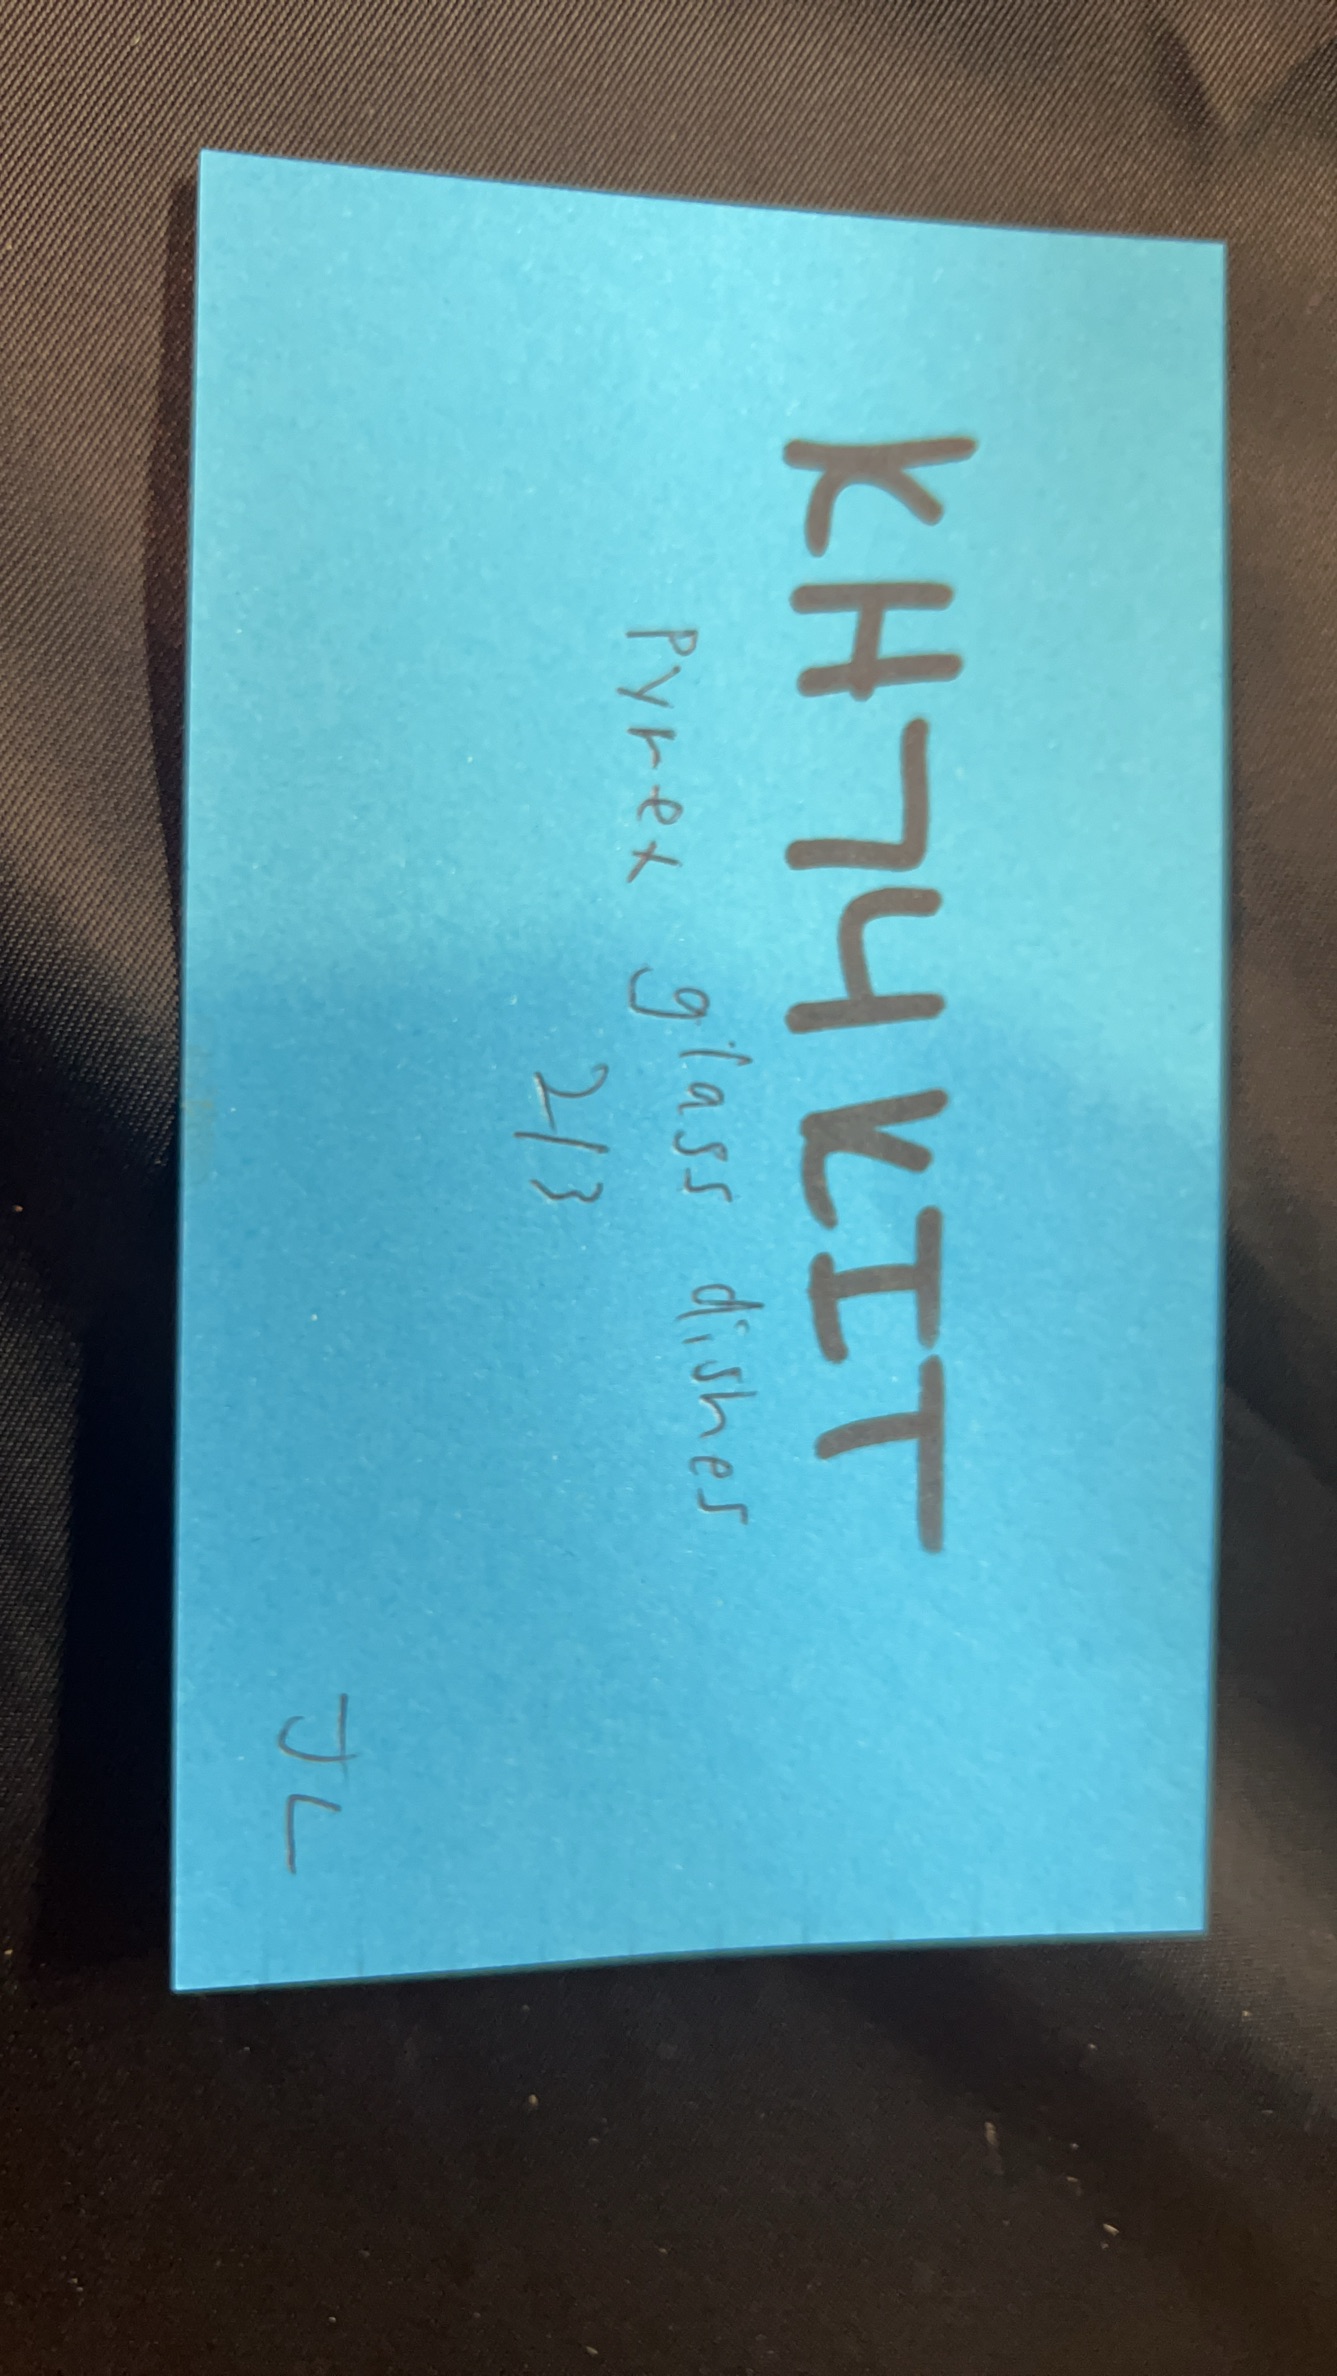 KH74KIT
Pyrex glass dishes
2/3
JL